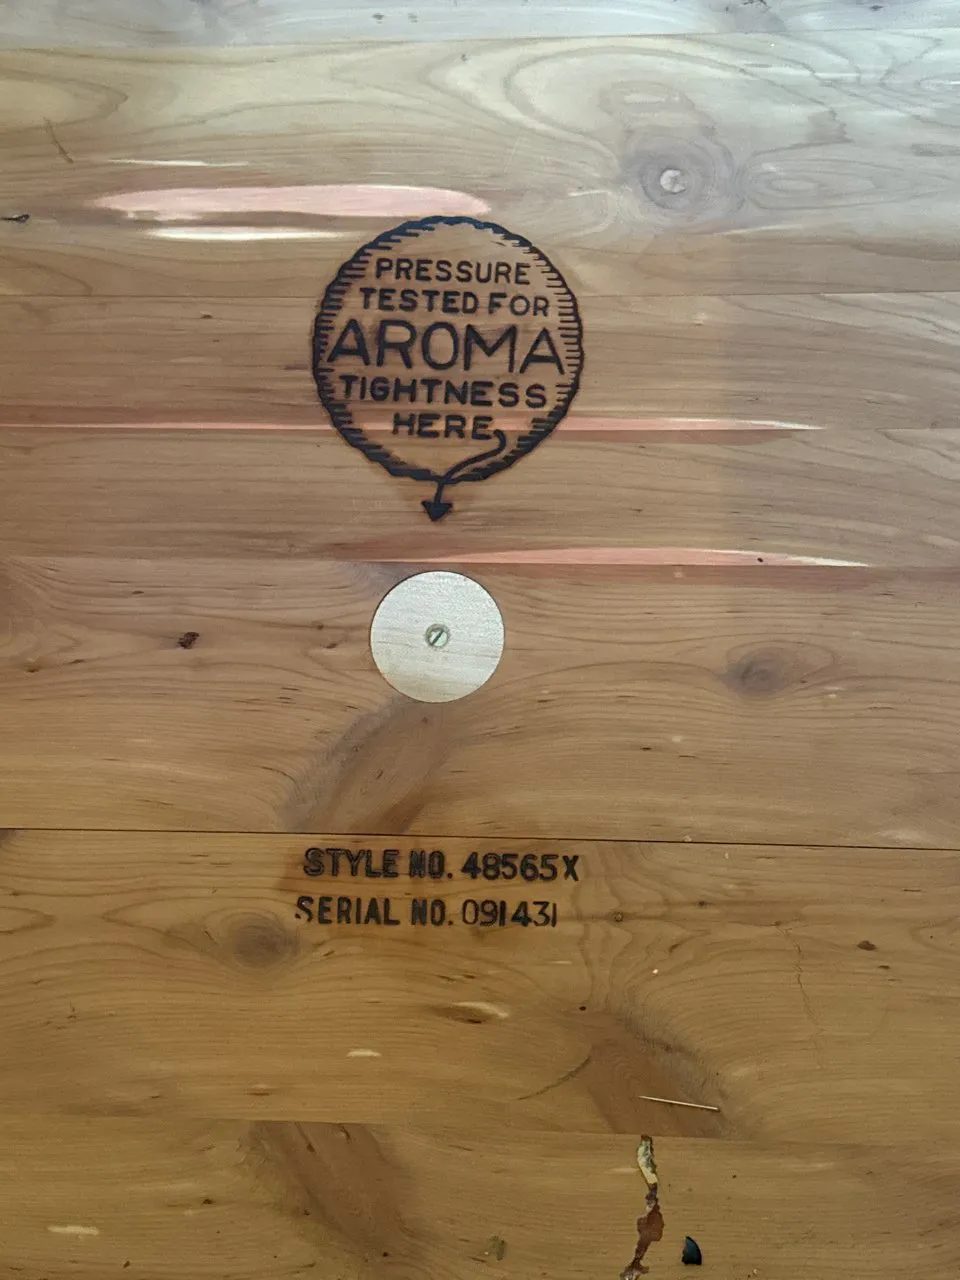 PRESSURE
TESTED FOR
AROMA
TIGHTNESS
HERE
STYLE NO. 48565X
SERIAL NO. 091431